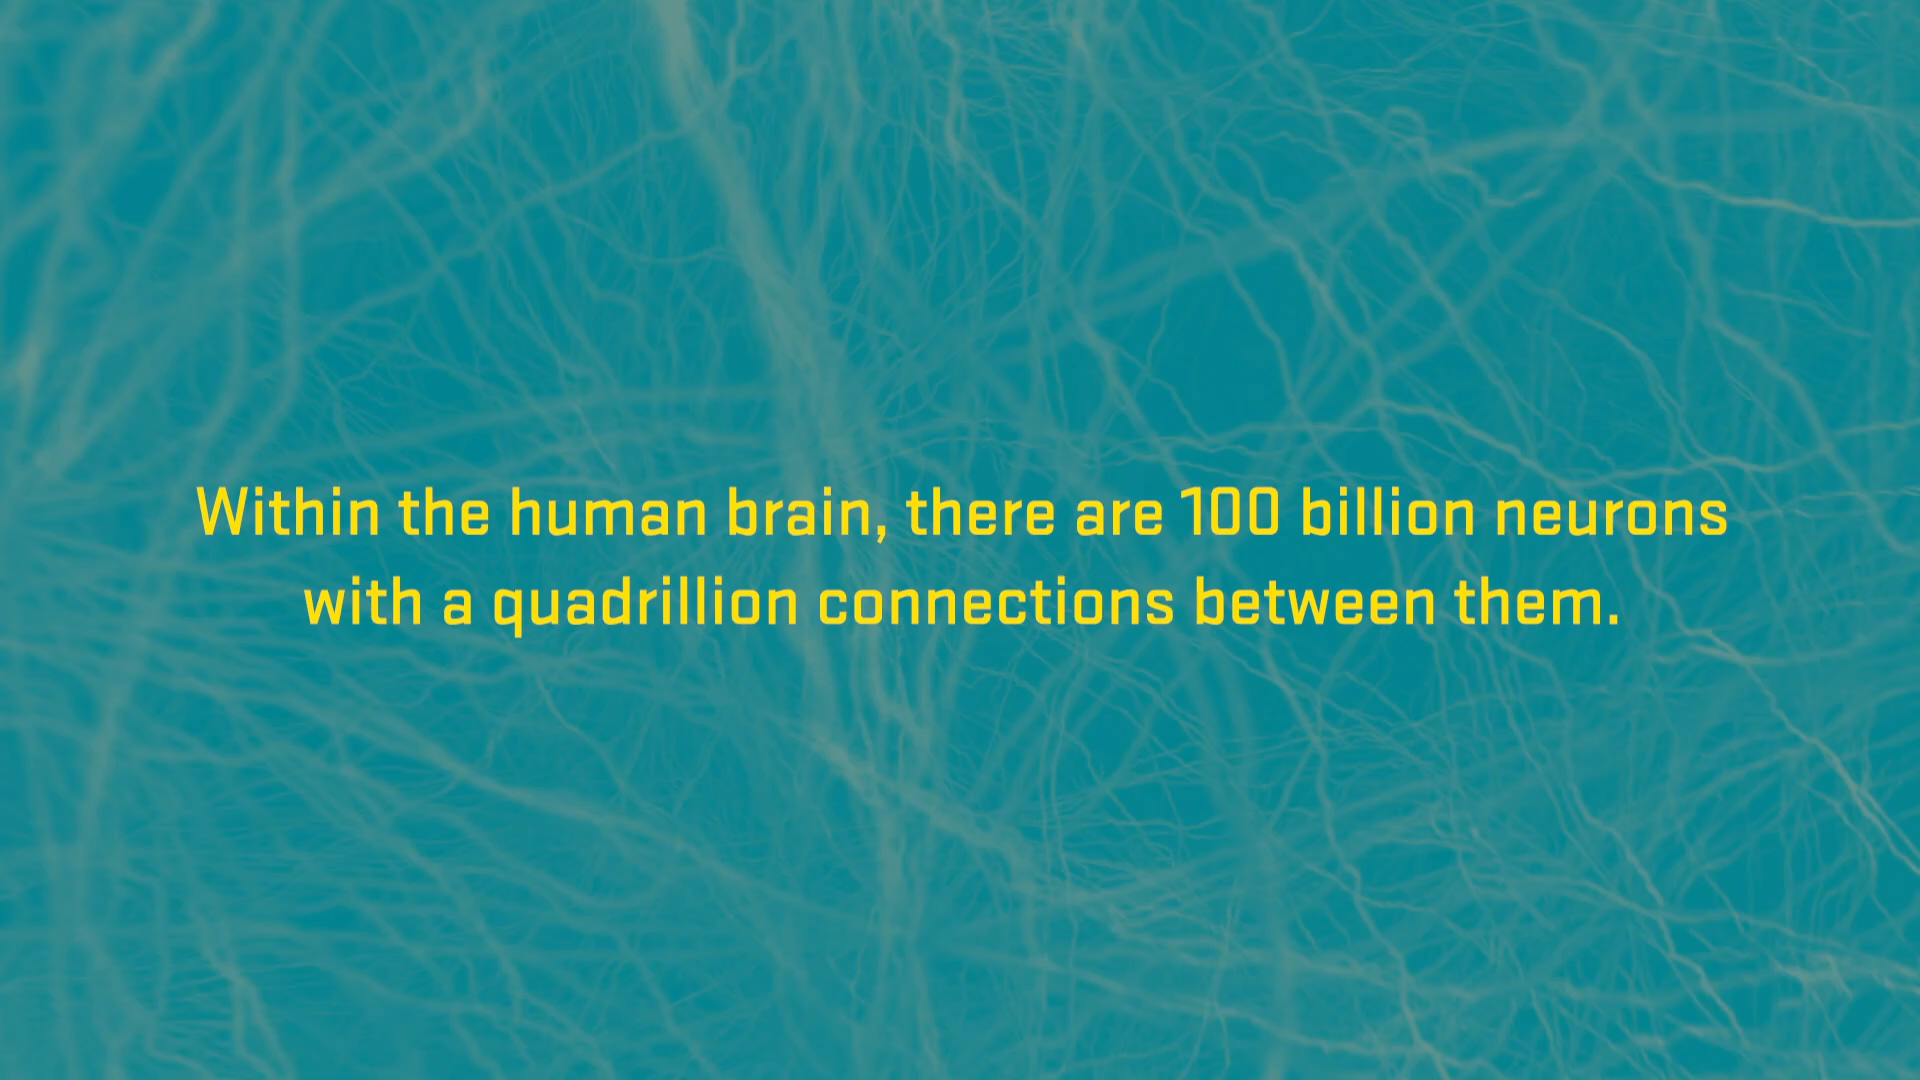 Within the human brain, there are 100 billion neurons
with a quadrillion connections between them.